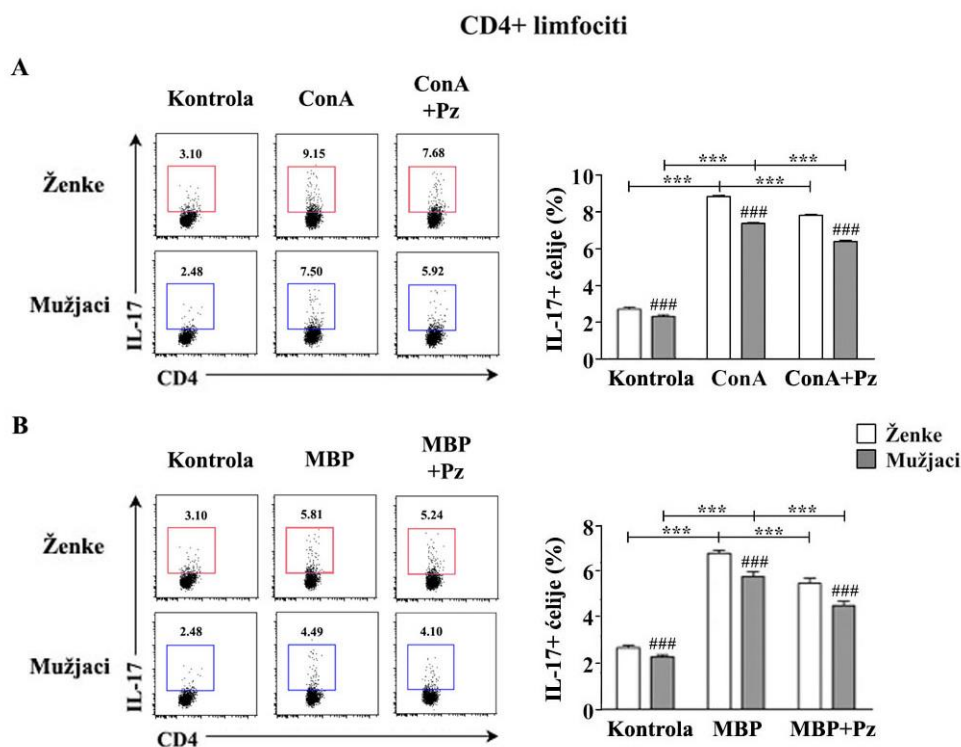 CD4+ limfociti
A
Kontrola
ConA
ConA
+Pz
Ženke
3.10
9.15
7.68
Mužjaci
2.48
7.50
5.92
IL-17
CD4
*** ***
*** ***
IL-17+ ćelije (%)
10
8
6
4
2
0
###
###
###
Kontrola ConA ConA+Pz
B
Kontrola
MBP
MBP
+Pz
Ženke
3.10
5.81
5.24
Mužjaci
2.48
4.49
4.10
IL-17
CD4
Ženke
Mužjaci
*** ***
*** ***
IL-17+ ćelije (%)
8
6
4
2
0
###
###
###
Kontrola MBP MBP+Pz